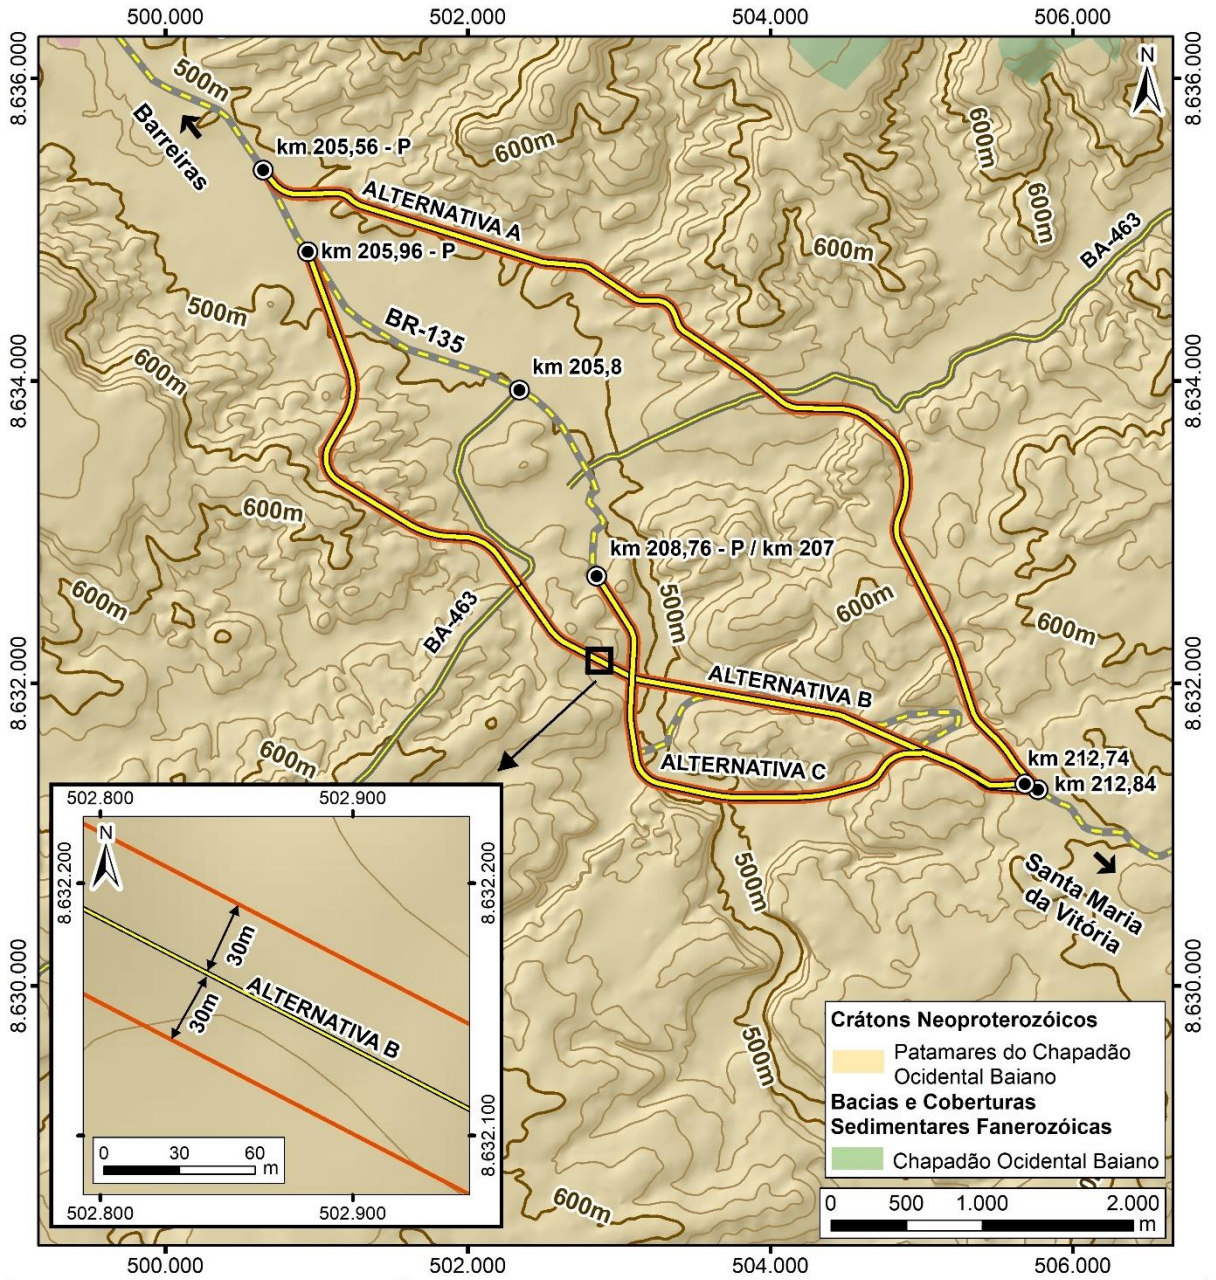 500.000
502.000
504.000
506.000
8.636.000
8.636.000
N
500m
Barreiras
km 205,56 - P
600m
600m
600m
ALTERNATIVA A
km 205,96 - P
600m
BA-463
500m
BR-135
600m
km 205,8
8.634.000
8.634.000
600m
km 208,76 - P / km 207
600m
500m
600m
600m
BA-463
8.632.000
8.632.000
ALTERNATIVA B
600m
ALTERNATIVA C
km 212,74
km 212,84
500m
Santa Maria
da Vitória
8.630.000
8.630.000
500m
600m
502.800
502.900
N
8.632.200
8.632.200
30m
30m
ALTERNATIVA B
8.632.100
0
30
60
m
502.800
502.900
Crátons Neoproterozóicos
Patamares do Chapadão
Ocidental Baiano
Bacias e Coberturas
Sedimentares Fanerozóicas
Chapadão Ocidental Baiano
0
500
1.000
2.000
m
500.000
502.000
504.000
506.000